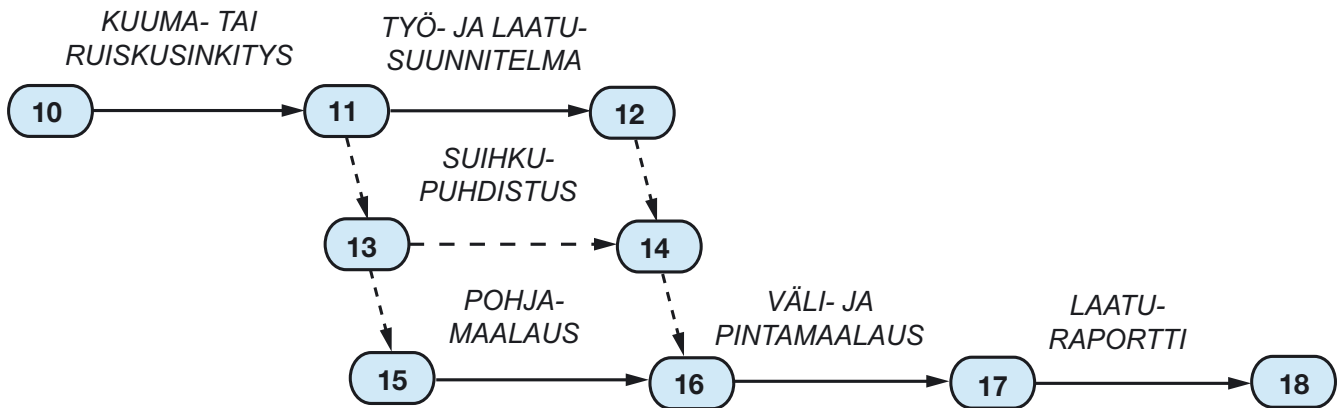 KUUMA- TAI
RUISKUSINKITYS
TYÖ- JA LAATU-
SUUNNITELMA
10
11
12
SUIHKU-
PUHDISTUS
13
14
POHJA-
MAALAUS
VÄLI- JA
PINTAMAALAUS
LAATU-
RAPORTTI
15
16
17
18